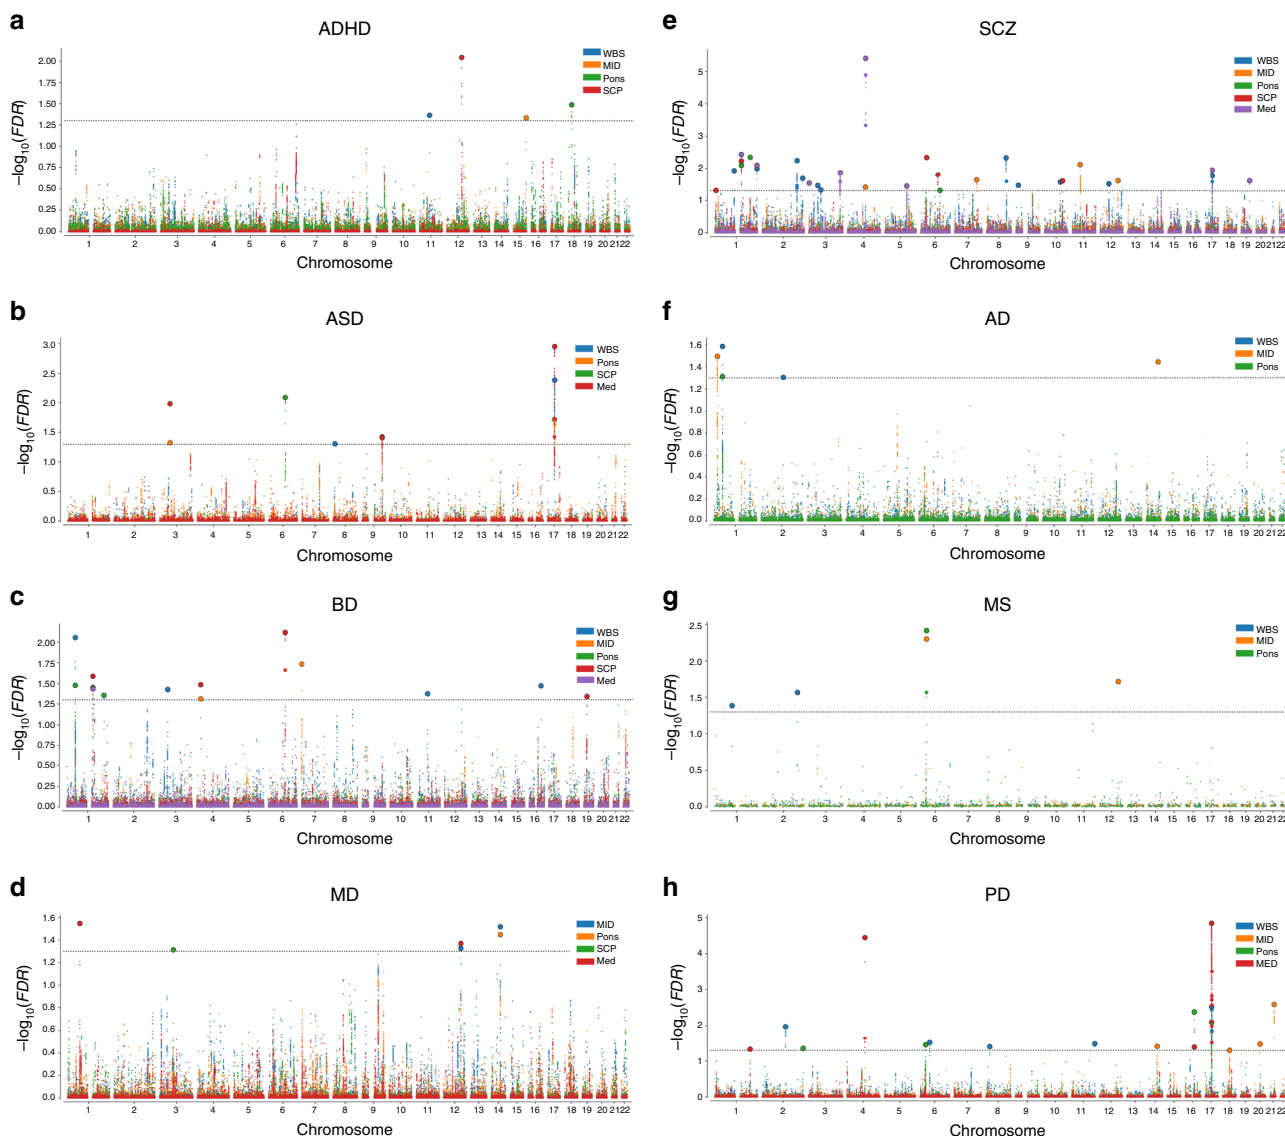 a
ADHD
−log10(FDR)
2.00
1.75
1.50
1.25
1.00
0.75
0.50
0.25
0.00
WBS
MID
Pons
SCP
1 2 3 4 5 6 7 8 9 10 11 12 13 14 15 16 17 18 19 20 21 22
Chromosome
b
ASD
−log10(FDR)
3.0
2.5
2.0
1.5
1.0
0.5
0.0
WBS
Pons
SCP
Med
1 2 3 4 5 6 7 8 9 10 11 12 13 14 15 16 17 18 19 20 21 22
Chromosome
c
BD
−log10(FDR)
2.00
1.75
1.50
1.25
1.00
0.75
0.50
0.25
0.00
WBS
MID
Pons
SCP
Med
1 2 3 4 5 6 7 8 9 10 11 12 13 14 15 16 17 18 19 20 21 22
Chromosome
d
MD
−log10(FDR)
1.6
1.4
1.2
1.0
0.8
0.6
0.4
0.2
0.0
MID
Pons
SCP
Med
1 2 3 4 5 6 7 8 9 10 11 12 13 14 15 16 17 18 19 20 21 22
Chromosome
e
SCZ
−log10(FDR)
5
4
3
2
1
0
WBS
MID
Pons
SCP
Med
1 2 3 4 5 6 7 8 9 10 11 12 13 14 15 16 17 18 19 20 21 22
Chromosome
f
AD
−log10(FDR)
1.6
1.4
1.2
1.0
0.8
0.6
0.4
0.2
0.0
WBS
MID
Pons
1 2 3 4 5 6 7 8 9 10 11 12 13 14 15 16 17 18 19 20 21 22
Chromosome
g
MS
−log10(FDR)
2.5
2.0
1.5
1.0
0.5
0.0
WBS
MID
Pons
1 2 3 4 5 6 7 8 9 10 11 12 13 14 15 16 17 18 19 20 21 22
Chromosome
h
PD
−log10(FDR)
5
4
3
2
1
0
WBS
MID
Pons
MED
1 2 3 4 5 6 7 8 9 10 11 12 13 14 15 16 17 18 19 20 21 22
Chromosome